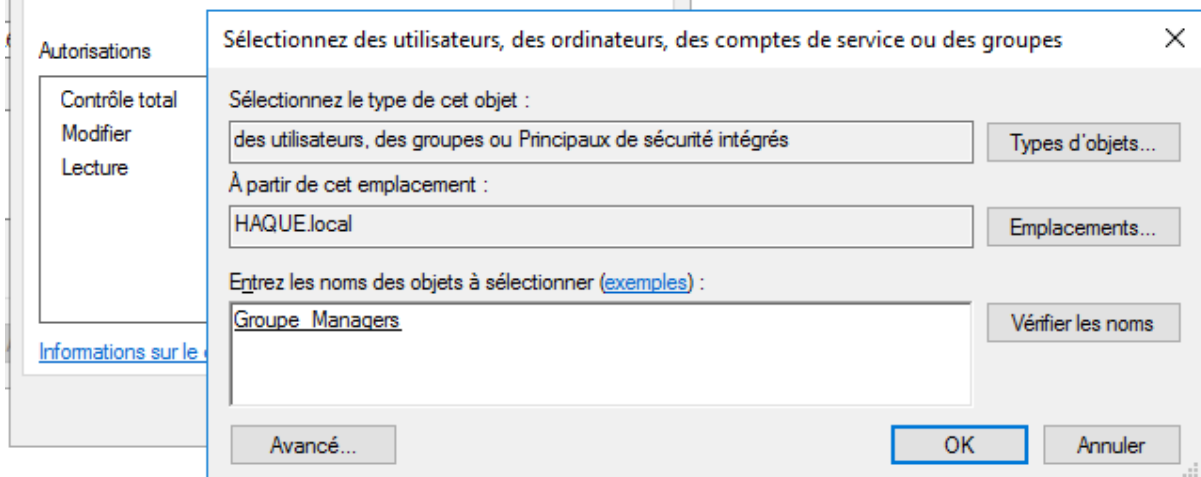 Sélectionnez des utilisateurs, des ordinateurs, des comptes de service ou des groupes
Autorisations
Contrôle total
Modifier
Lecture
Informations sur le
Sélectionnez le type de cet objet :
des utilisateurs, des groupes ou Principaux de sécurité intégrés
Types d'objets...
À partir de cet emplacement :
HAQUE.local
Emplacements...
Entrez les noms des objets à sélectionner (exemples) :
Groupe_Managers
Vérifier les noms
Avancé...
OK
Annuler